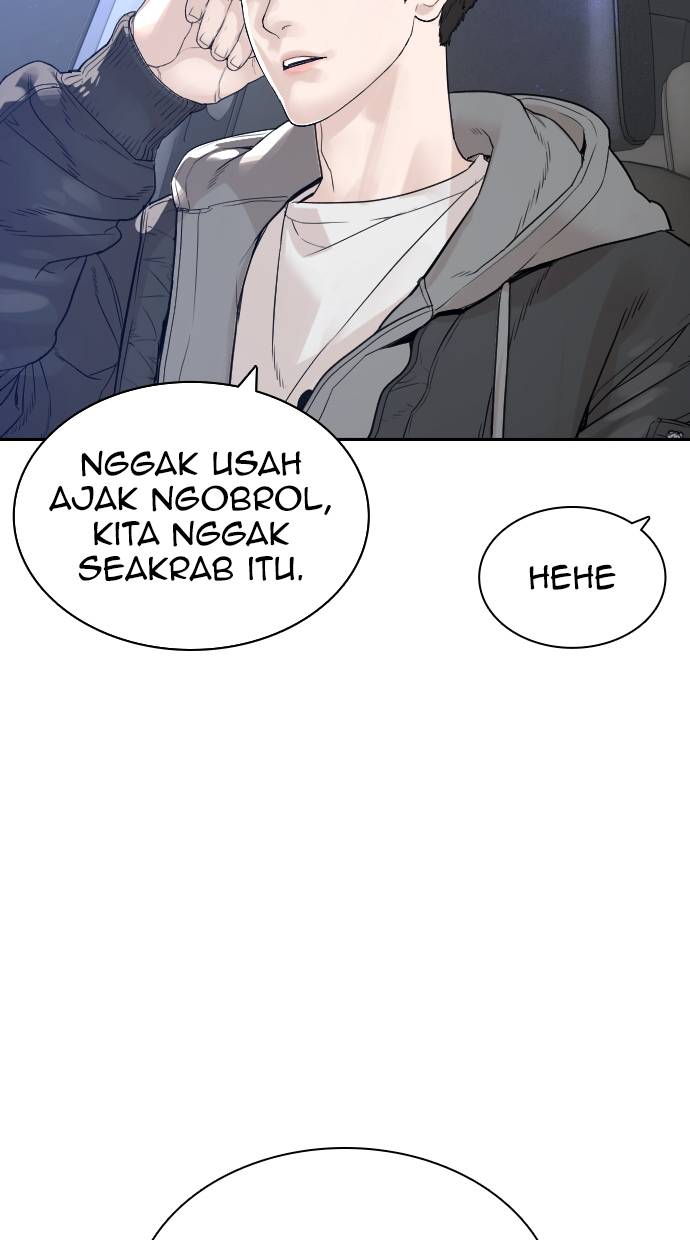 NGGAK USAH
AJAK NGOBROL,
KITA NGGAK
SEAKRAB ITU.
HEHE